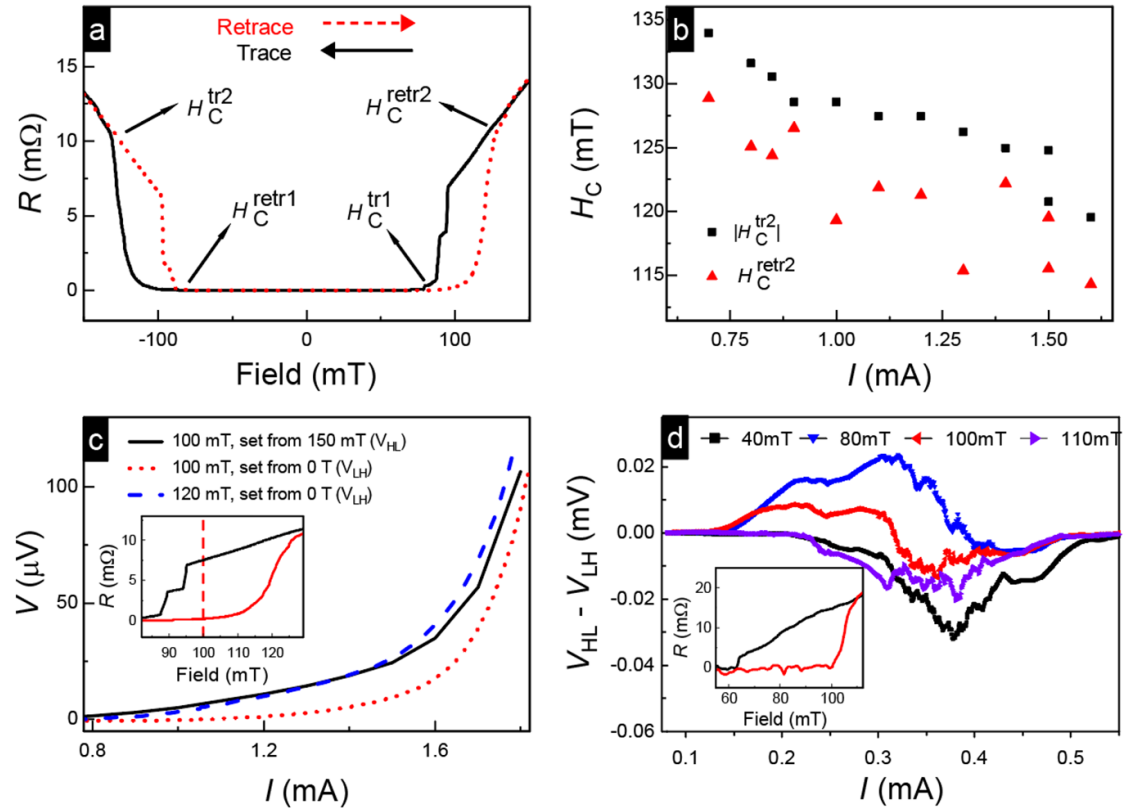 a
Retrace
Trace
H_C^tr2
H_C^retr2
H_C^retr1
H_C^tr1
R (mΩ)
15
10
5
0
-100
0
100
Field (mT)
b
H_C (mT)
135
130
125
120
115
|H_C^tr2|
H_C^retr2
0.75
1.00
1.25
1.50
I (mA)
c
100 mT, set from 150 mT (V_HL)
100 mT, set from 0 T (V_LH)
120 mT, set from 0 T (V_LH)
V (μV)
100
50
0
R (mΩ)
10
5
0
90
100
110
120
Field (mT)
0.8
1.2
1.6
I (mA)
d
40mT 80mT 100mT 110mT
V_HL - V_LH (mV)
0.02
0.00
-0.02
-0.04
-0.06
R (mΩ)
20
10
0
60
80
100
Field (mT)
0.1
0.2
0.3
0.4
0.5
I (mA)